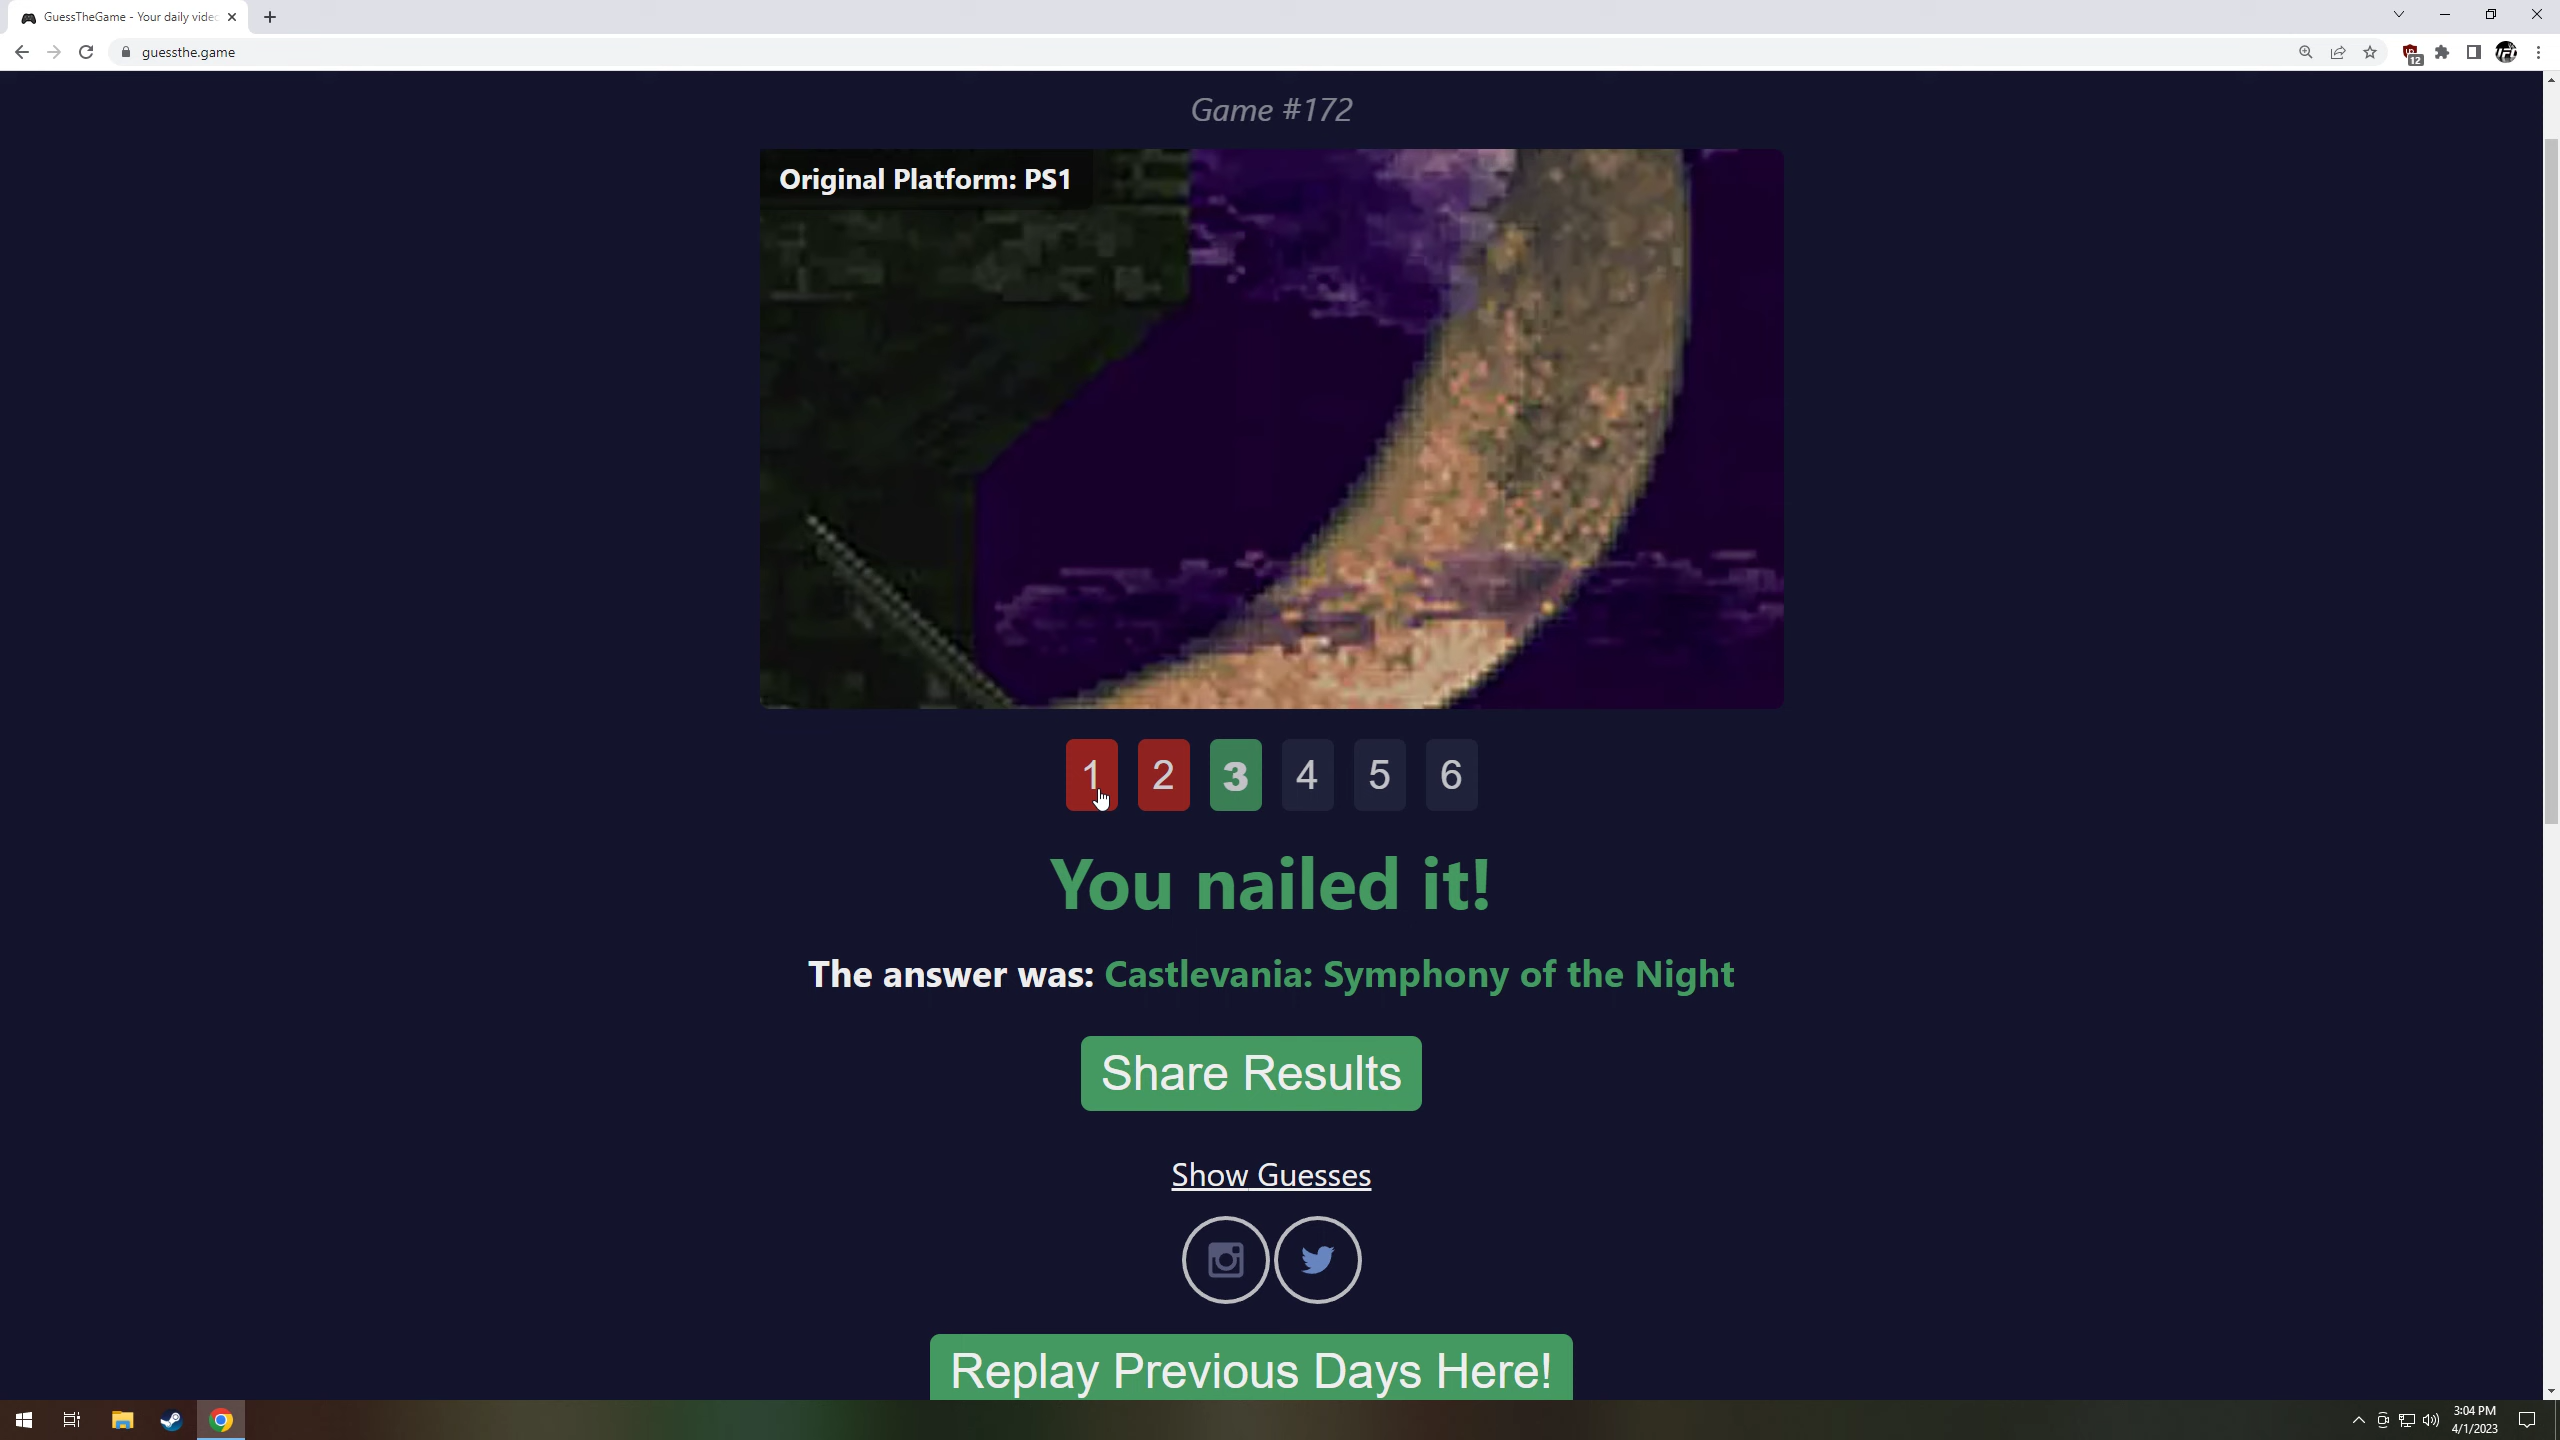 GuessTheGame - Your daily vide
guessthe.game
12
Game #172
Original Platform: PS1
1 2 3 4 5 6
You nailed it!
The answer was: Castlevania: Symphony of the Night
Share Results
Show Guesses
Replay Previous Days Here!
3:04 PM
4/1/2023